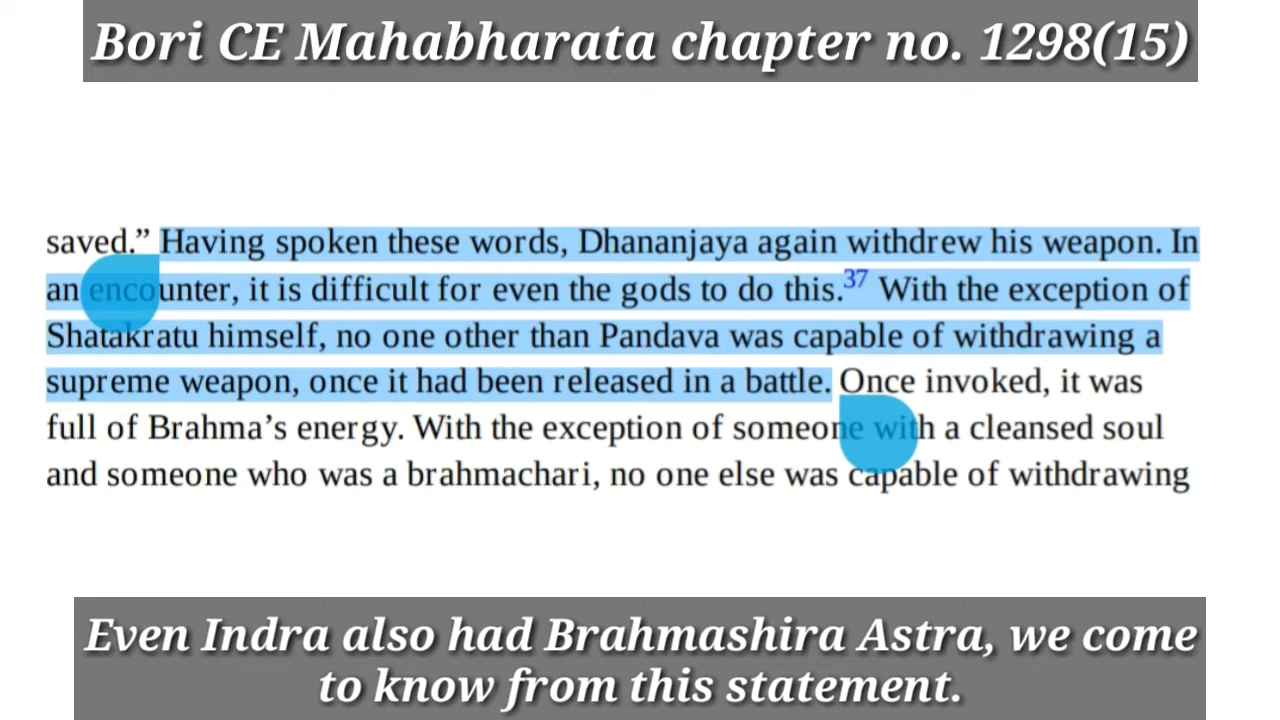 Bori CE Mahabharata chapter no. 1298(15)
saved.” Having spoken these words, Dhananjaya again withdrew his weapon. In
an encounter, it is difficult for even the gods to do this.37 With the exception of
Shatakratu himself, no one other than Pandava was capable of withdrawing a
supreme weapon, once it had been released in a battle. Once invoked, it was
full of Brahma’s energy. With the exception of someone with a cleansed soul
and someone who was a brahmachari, no one else was capable of withdrawing
Even Indra also had Brahmashira Astra, we come
to know from this statement.